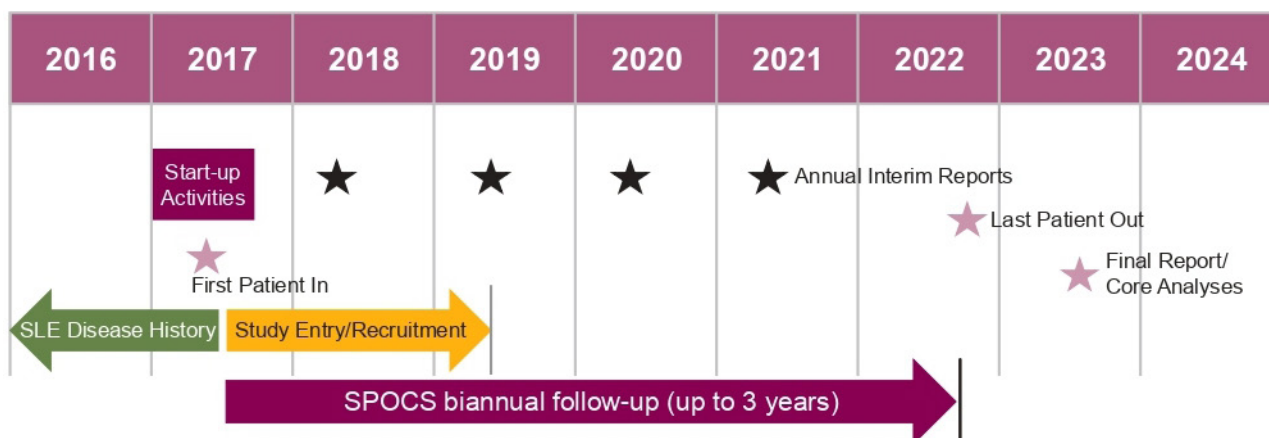 2016 2017 2018 2019 2020 2021 2022 2023 2024
Start-up
Activities
Annual Interim Reports
Last Patient Out
First Patient In
Final Report/
Core Analyses
SLE Disease History
Study Entry/Recruitment
SPOCS biannual follow-up (up to 3 years)